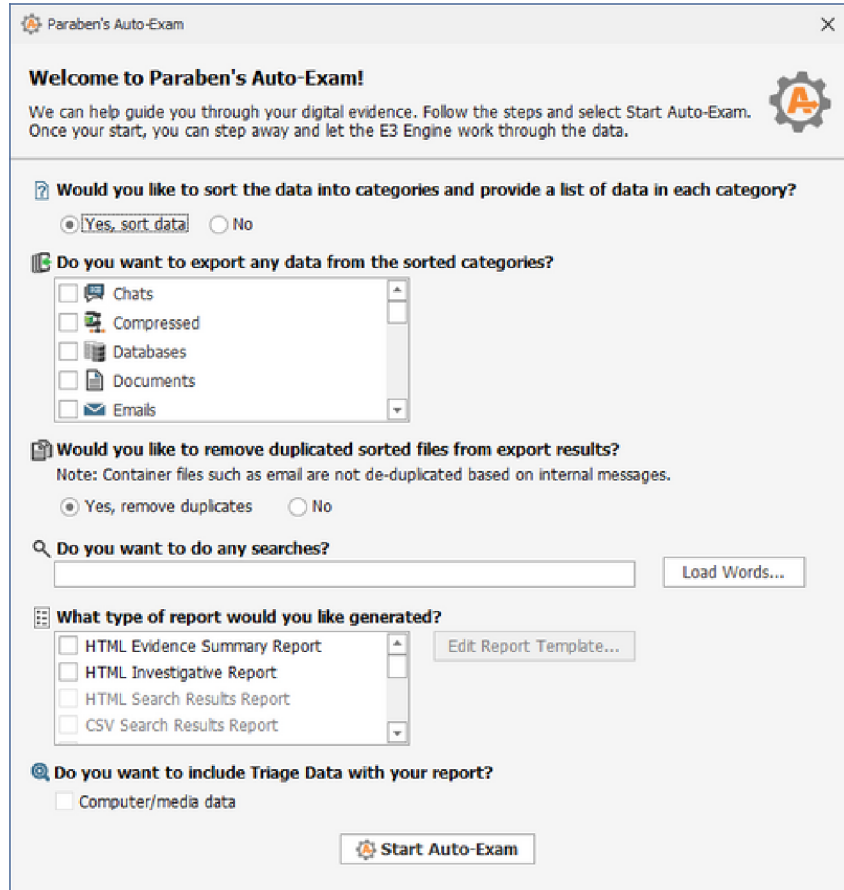 Paraben's Auto-Exam
Welcome to Paraben's Auto-Exam!
We can help guide you through your digital evidence. Follow the steps and select Start Auto-Exam.
Once your start, you can step away and let the E3 Engine work through the data.
Would you like to sort the data into categories and provide a list of data in each category?
Yes, sort data No
Do you want to export any data from the sorted categories?
Chats
Compressed
Databases
Documents
Emails
Would you like to remove duplicated sorted files from export results?
Note: Container files such as email are not de-duplicated based on internal messages.
Yes, remove duplicates No
Do you want to do any searches?
Load Words...
What type of report would you like generated?
HTML Evidence Summary Report
Edit Report Template...
HTML Investigative Report
HTML Search Results Report
CSV Search Results Report
Do you want to include Triage Data with your report?
Computer/media data
Start Auto-Exam